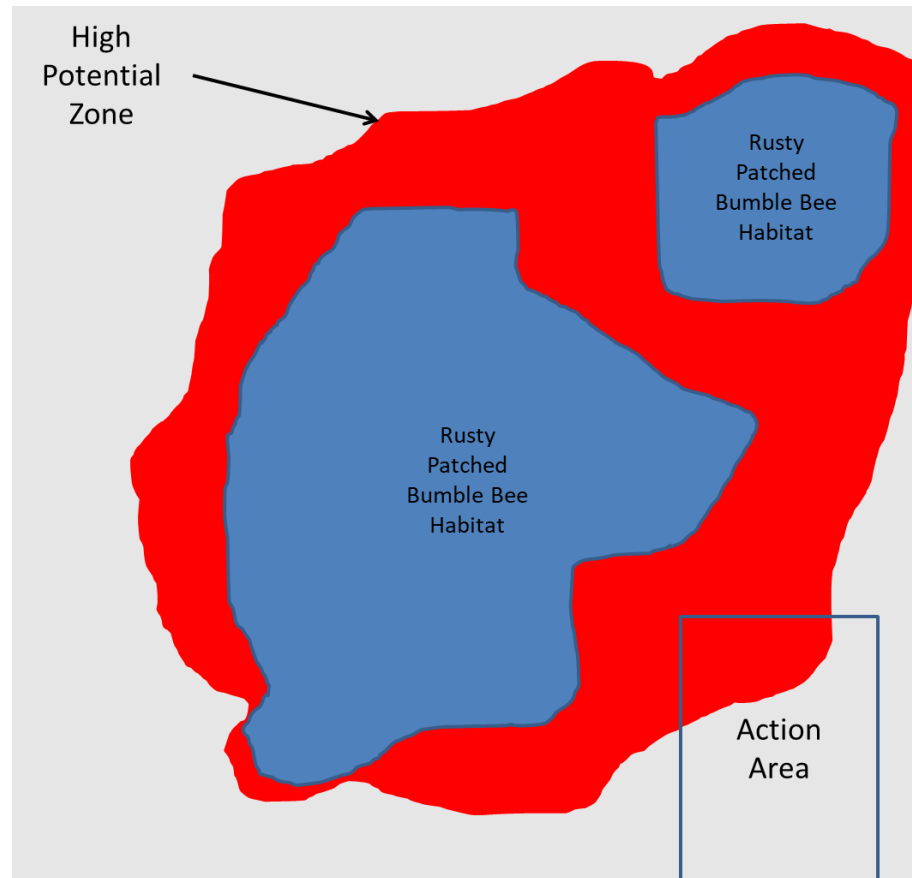 High
Potential
Zone
Rusty
Patched
Bumble Bee
Habitat
Rusty
Patched
Bumble Bee
Habitat
Action
Area